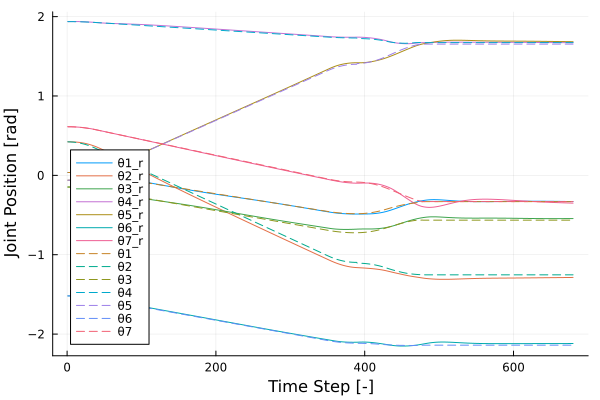 Joint Position [rad]
2
1
0
−1
−2
θ1_r
θ2_r
θ3_r
θ4_r
θ5_r
θ6_r
θ7_r
θ1
θ2
θ3
θ4
θ5
θ6
θ7
0 200 400 600
Time Step [-]